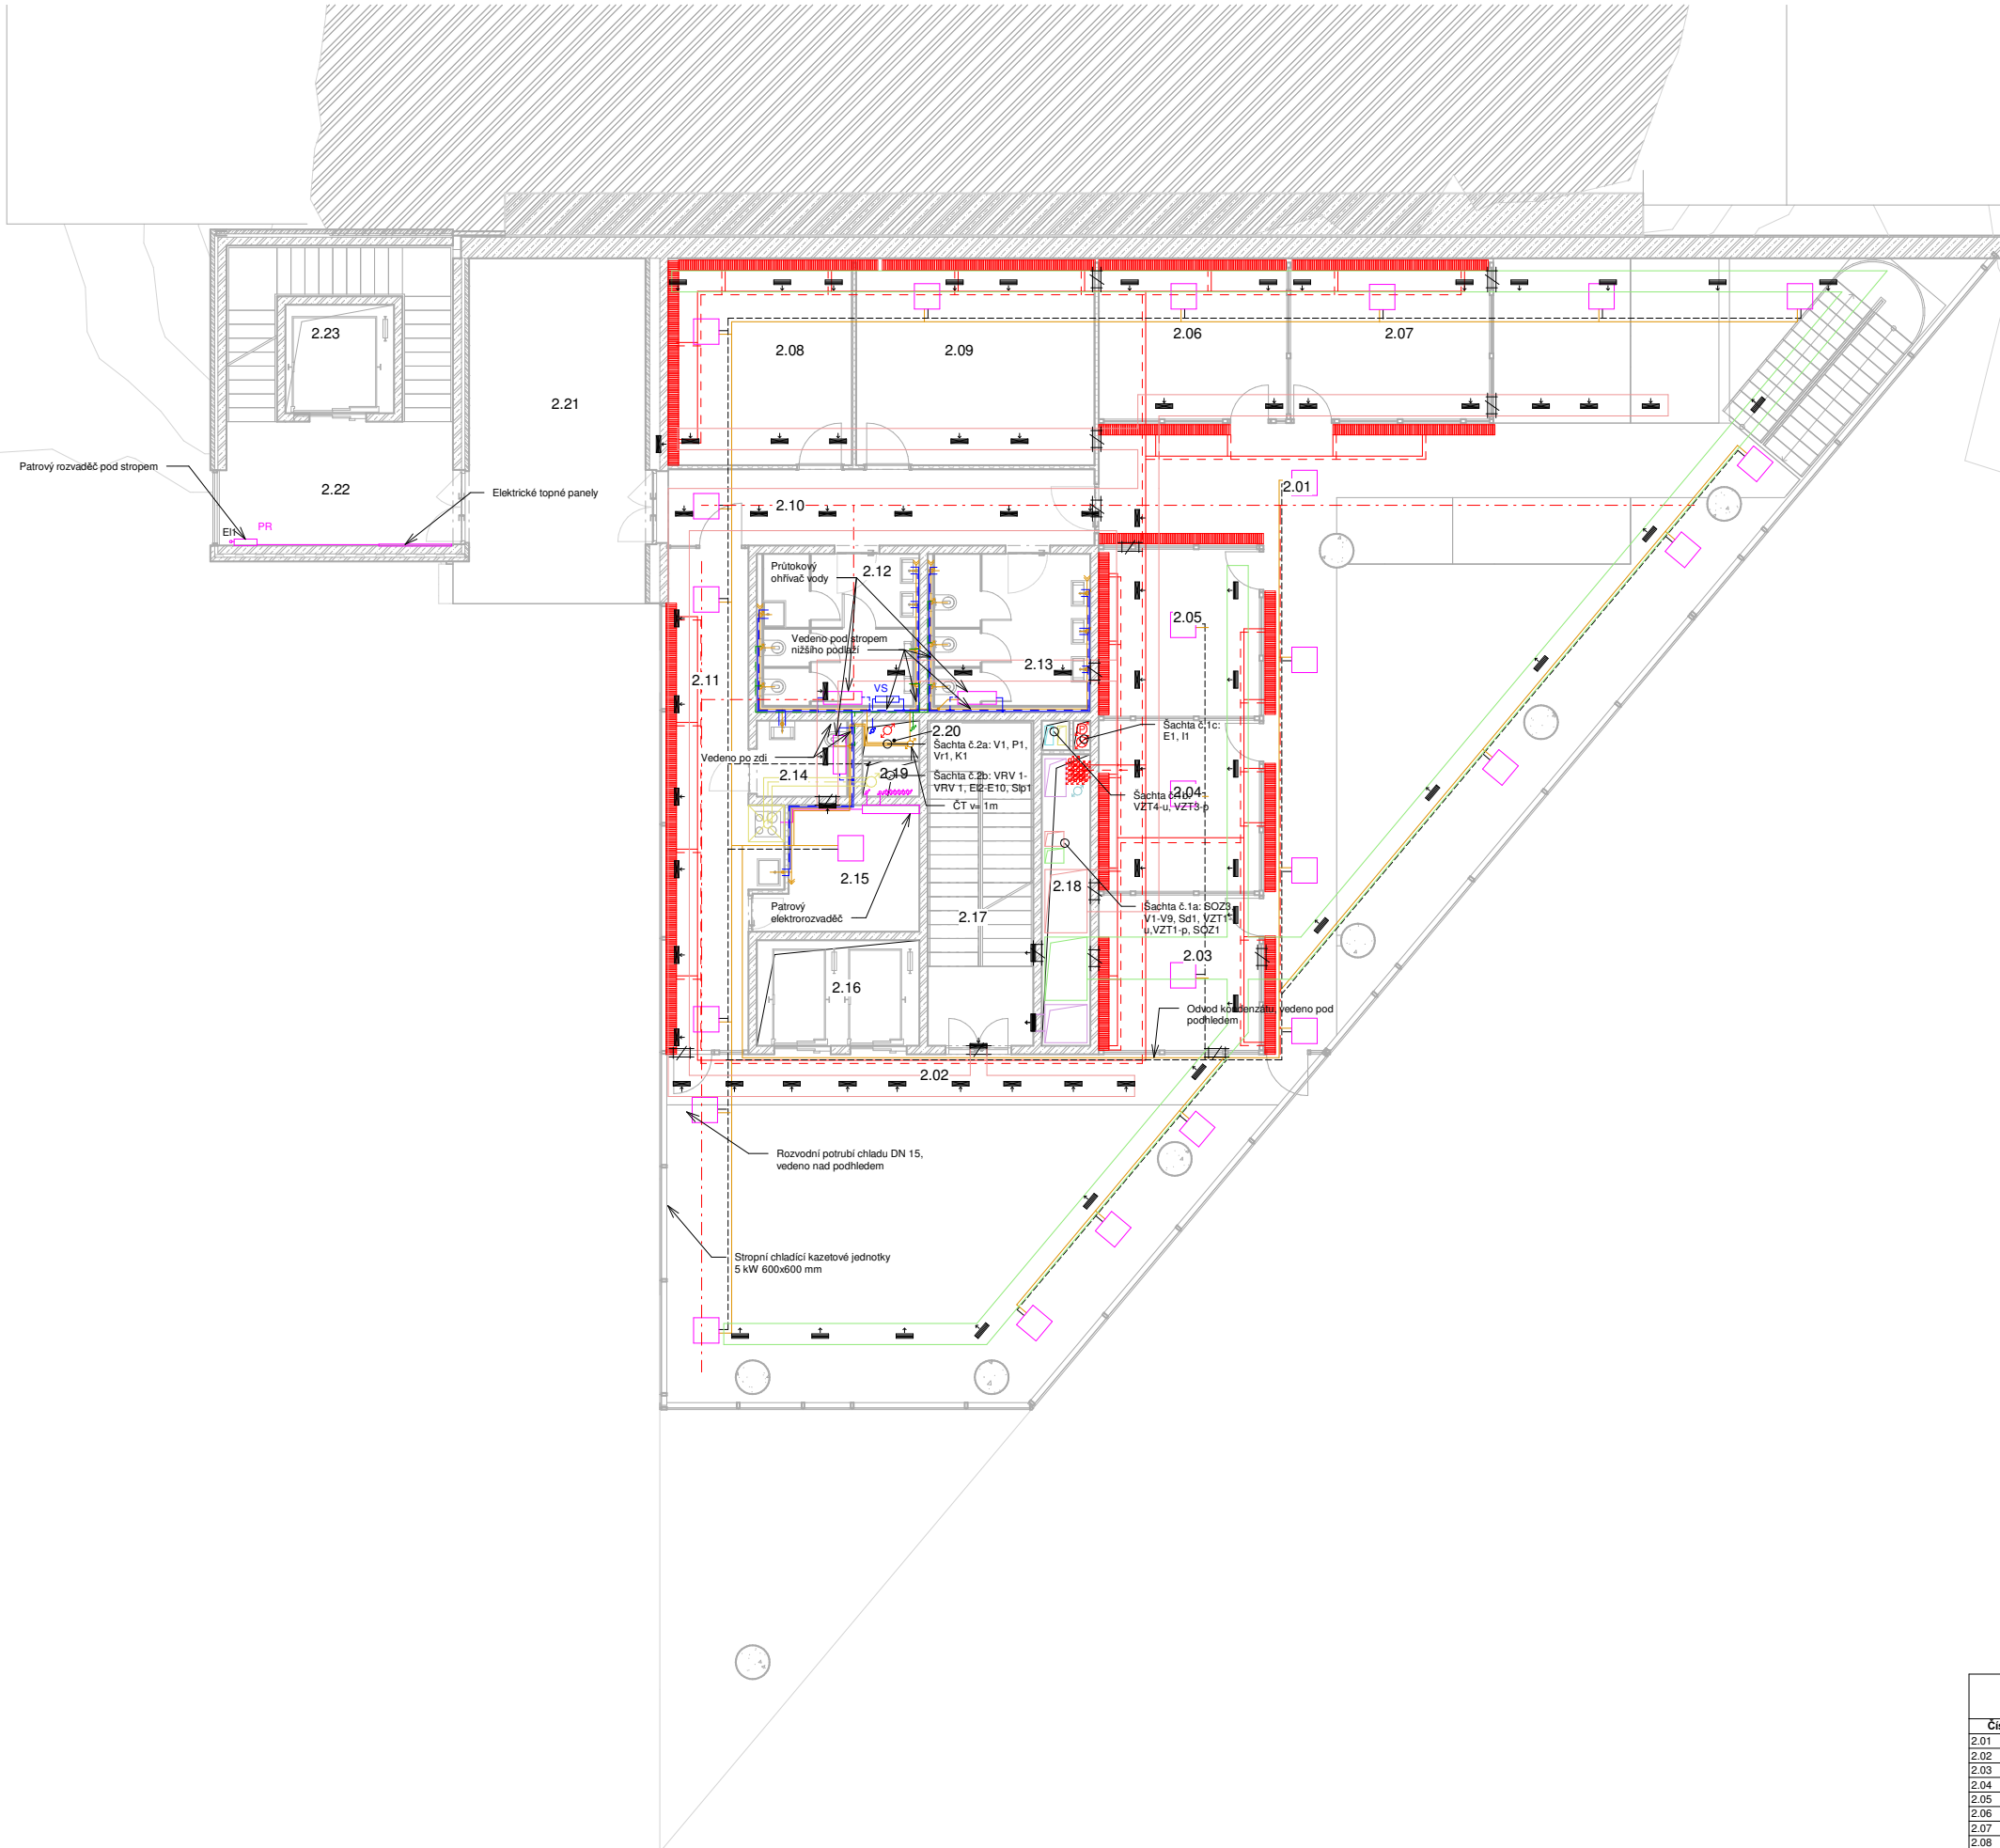 2.23
2.08
2.09
2.06
2.07
2.21
Patrový rozvaděč pod stropem
2.22
Elektrické topné panely
2.01
2.10
El1
PR
Průtokový
ohřívač vody
2.12
2.05
Vedeno pod stropem
nižšího podlaží
2.13
2.11
VS
2.20
Šachta č.2a: V1, P1,
Vr1, K1
Šachta č.1c:
E1, I1
Vedeno po zdi
2.14
2.19
Šachta č.2b: VRV 1-
VRV 1, El2-E10, Slp1
ČT v= 1m
2.04
Šachta č.1b:
VZT4-u, VZT3-p
2.15
2.18
Patrový
elektrorozvaděč
2.17
Šachta č.1a: SOZ3,
V1-V9, Sd1, VZT1-
u,VZT1-p, SOZ1
2.03
2.16
Odvod kondenzátu, vedeno pod
podhledem
2.02
Rozvodní potrubí chladu DN 15,
vedeno nad podhledem
Stropní chladící kazetové jednotky
5 kW 600x600 mm
2.01
2.02
2.03
2.04
2.05
2.06
2.07
2.08